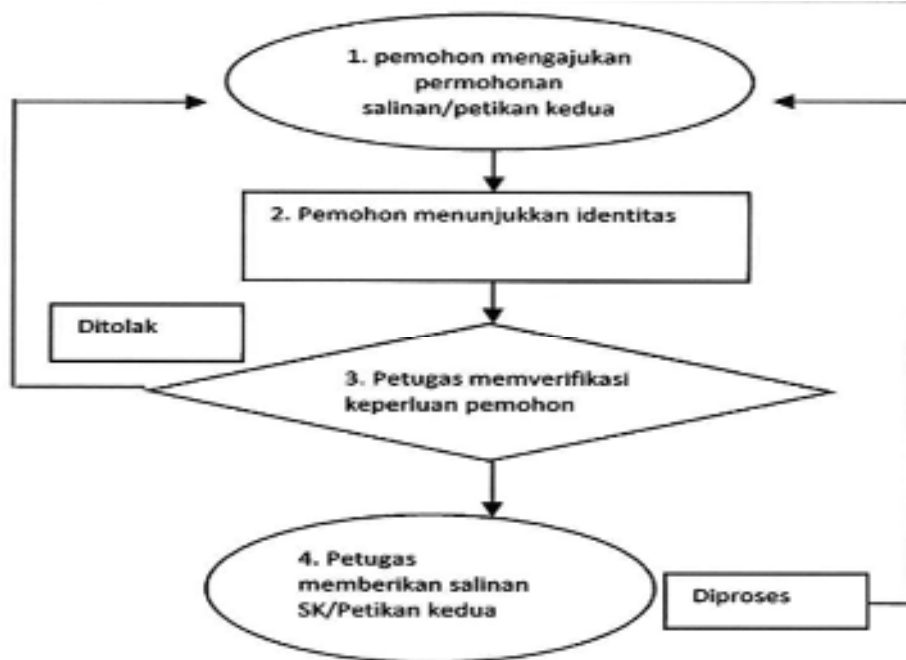 1. pemohon mengajukan
permohonan
salinan/petikan kedua
2. Pemohon menunjukkan identitas
Ditolak
3. Petugas memverifikasi
keperluan pemohon
4. Petugas
memberikan salinan
SK/Petikan kedua
Diproses